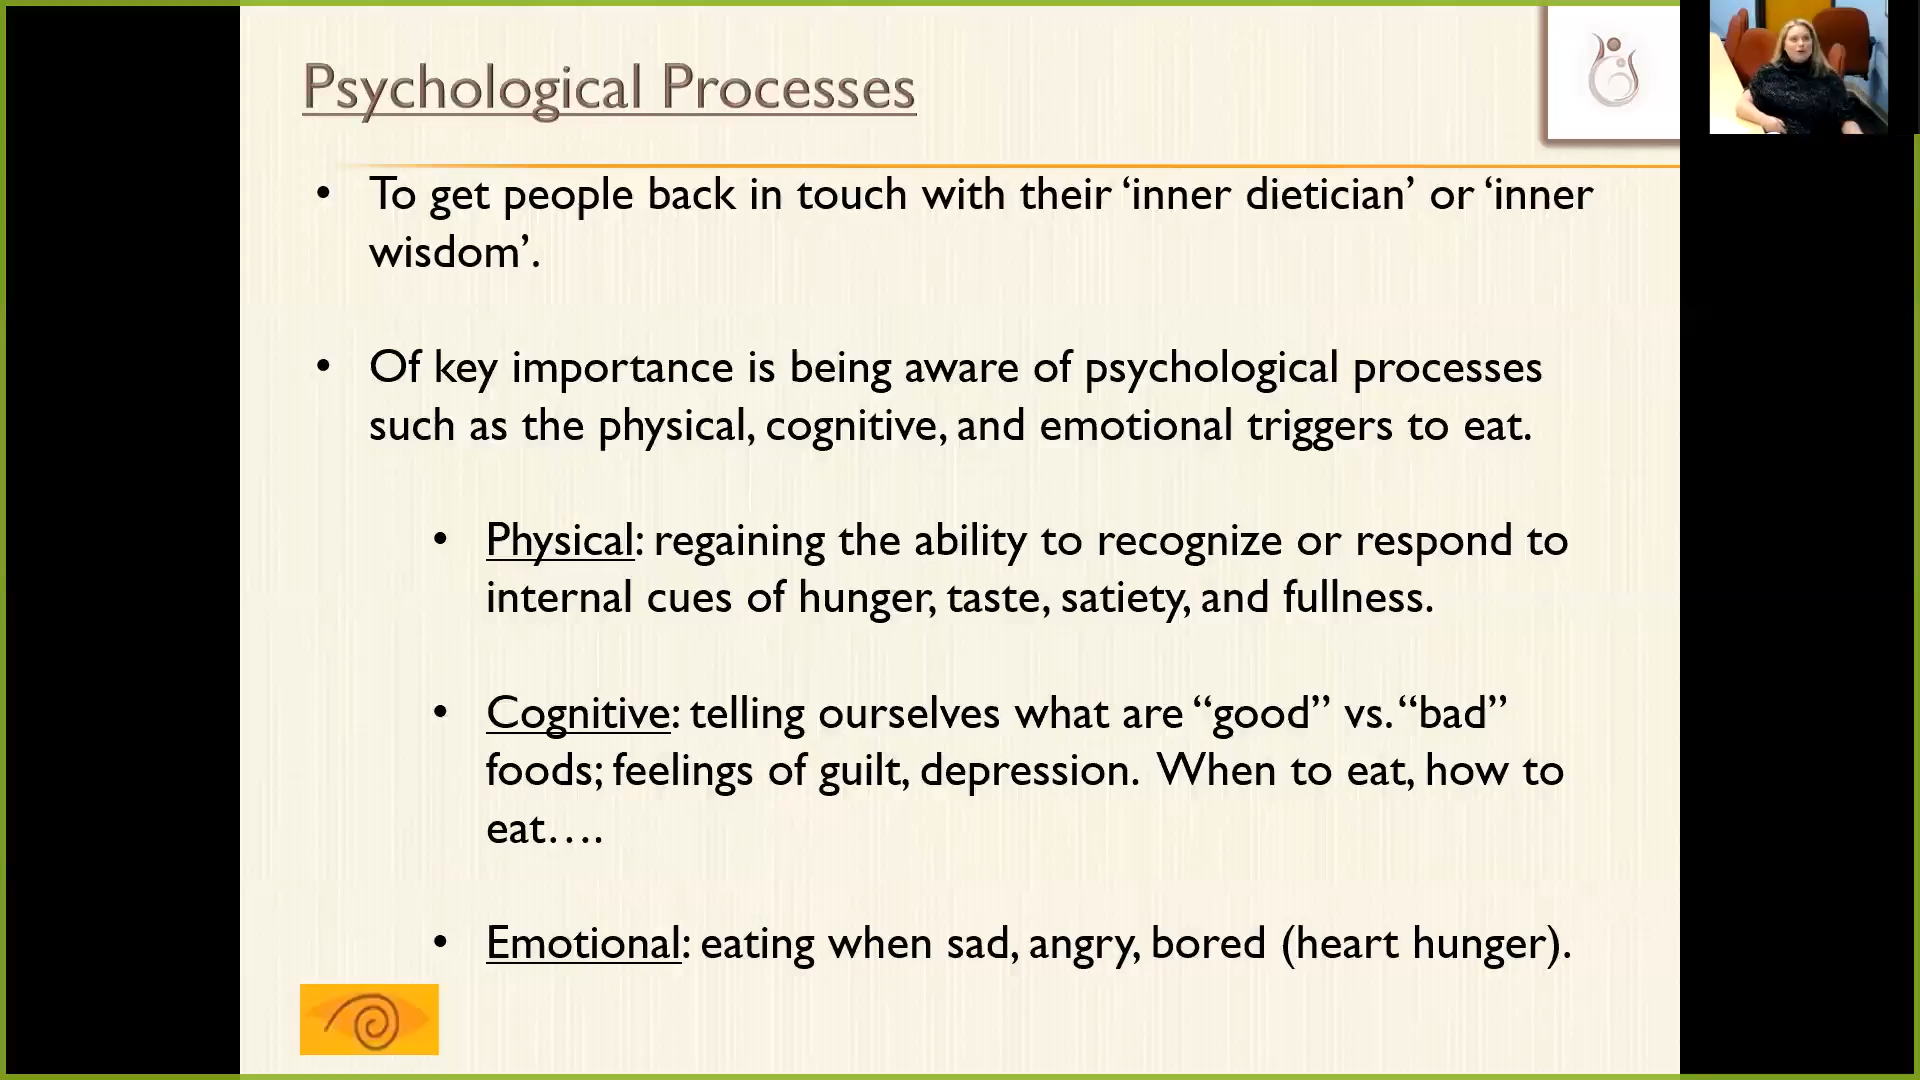 Psychological Processes
• To get people back in touch with their ‘inner dietician’ or ‘inner
wisdom’.
• Of key importance is being aware of psychological processes
such as the physical, cognitive, and emotional triggers to eat.
• Physical: regaining the ability to recognize or respond to
internal cues of hunger, taste, satiety, and fullness.
• Cognitive: telling ourselves what are “good” vs. “bad”
foods; feelings of guilt, depression.  When to eat, how to
eat….
• Emotional: eating when sad, angry, bored (heart hunger).